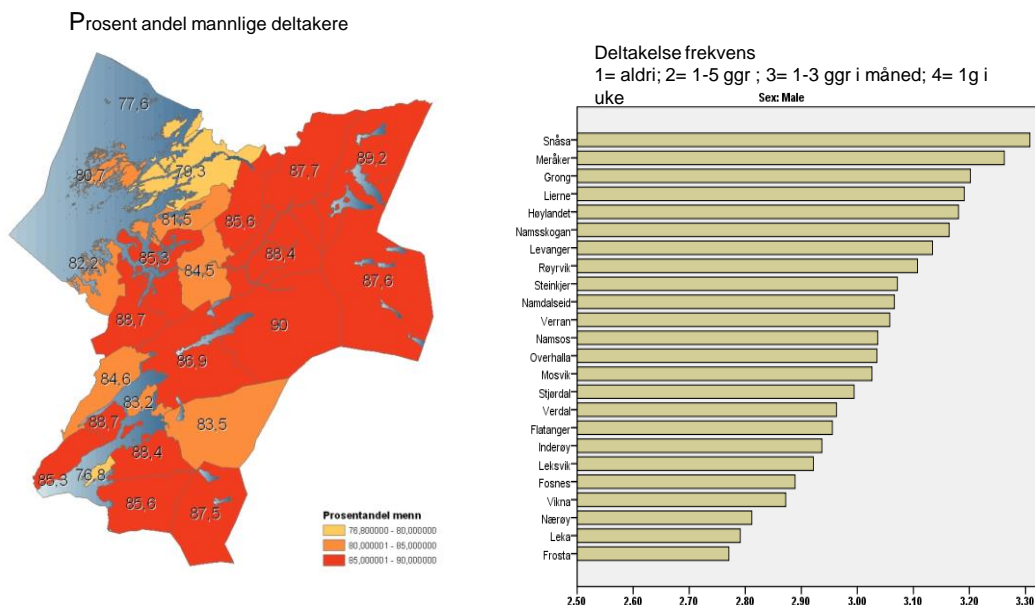 Prosent andel mannlige deltakere
77,6
89,2
87,7
80,7
79,3
81,5
85,6
85,3
88,4
82,2
84,5
87,6
88,7
90
86,9
84,6
83,2
83,5
88,7
88,4
76,8
85,3
85,6
87,5
Prosentandel menn
76,800000 - 80,000000
80,000001 - 85,000000
85,000001 - 90,000000
Deltakelse frekvens
1= aldri; 2= 1-5 ggr ; 3= 1-3 ggr i måned; 4= 1g i
uke
Sex: Male
Snåsa
Meråker
Grong
Lierne
Høylandet
Namsskogan
Levanger
Røyrvik
Steinkjer
Namdalseid
Verran
Namsos
Overhalla
Mosvik
Stjørdal
Verdal
Flatanger
Inderøy
Leksvik
Fosnes
Vikna
Nærøy
Leka
Frosta
2.50 2.60 2.70 2.80 2.90 3.00 3.10 3.20 3.30